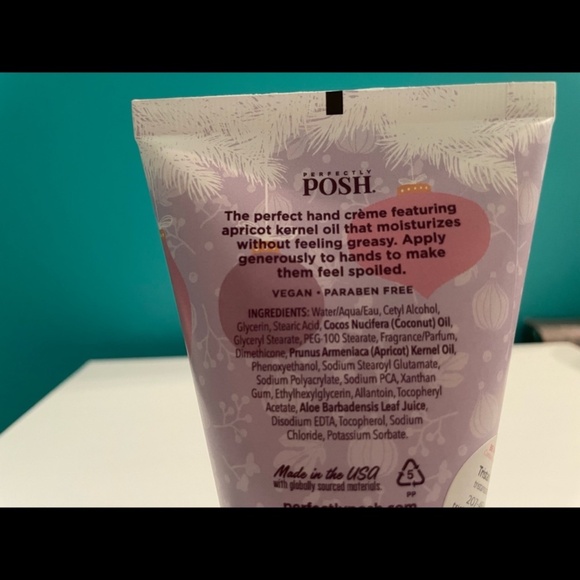 PERFECTLY
POSH.
The perfect hand crème featuring
apricot kernel oil that moisturizes
without feeling greasy. Apply
generously to hands to make
them feel spoiled.
VEGAN • PARABEN FREE
INGREDIENTS: Water/Aqua/Eau, Cetyl Alcohol,
Glycerin, Stearic Acid, Cocos Nucifera (Coconut) Oil,
Glyceryl Stearate, PEG-100 Stearate, Fragrance/Parfum,
Dimethicone, Prunus Armeniaca (Apricot) Kernel Oil,
Phenoxyethanol, Sodium Stearoyl Glutamate,
Sodium Polyacrylate, Sodium PCA, Xanthan
Gum, Ethylhexylglycerin, Allantoin, Tocopheryl
Acetate, Aloe Barbadensis Leaf Juice,
Disodium EDTA, Tocopherol, Sodium
Chloride, Potassium Sorbate.
Made in the USA
with globally sourced materials.
5
PP
perfectlyposh.com